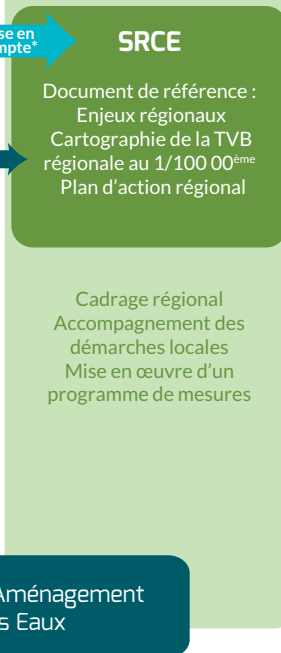 se en
mpte*
SRCE
Document de référence :
Enjeux régionaux
Cartographie de la TVB
régionale au 1/100 00ème
Plan d’action régional
Cadrage régional
Accompagnement des
démarches locales
Mise en œuvre d’un
programme de mesures
Aménagement
s Eaux